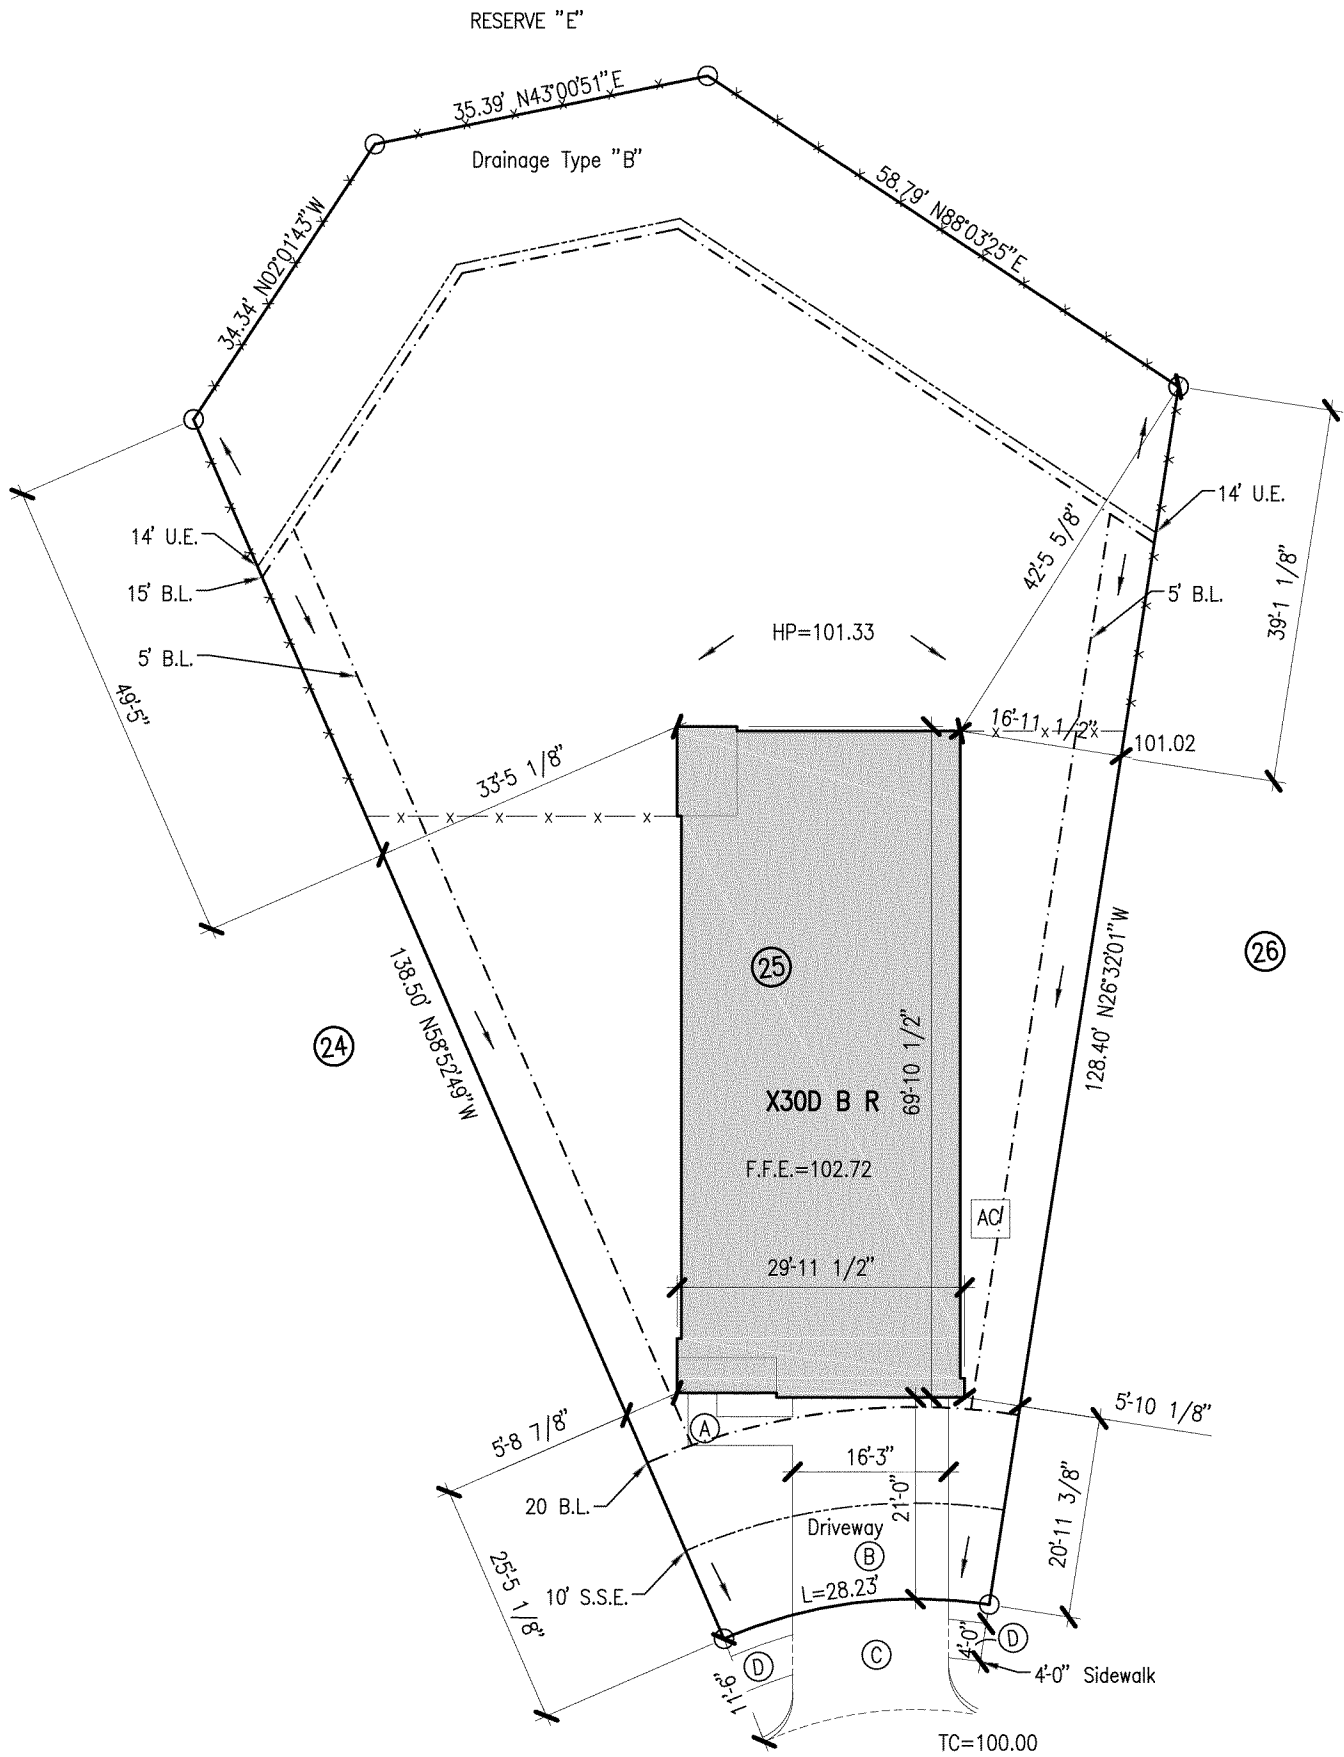 RESERVE "E"
35.39' N43°00'51"E
Drainage Type "B"
58.79' N88°03'25"E
34.34' N02°01'43"W
14' U.E.
14' U.E.
42'-5 5/8"
15' B.L.
5' B.L.
39'-1 1/8"
HP=101.33
5' B.L.
49'-5"
16'-11 1/2"
101.02
33'-5 1/8"
25
26
138.50' N58°52'49"W
128.40' N26°32'01"W
24
69'-10 1/2"
X30D B R
F.F.E.=102.72
AC
29'-11 1/2"
5'-10 1/8"
A
5'-8 7/8"
16'-3"
20 B.L.
21'-0"
Driveway
20'-11 3/8"
B
25'-5 1/8"
10' S.S.E.
L=28.23'
4'-0"
D
D
C
4'-0" Sidewalk
11'-6"
TC=100.00